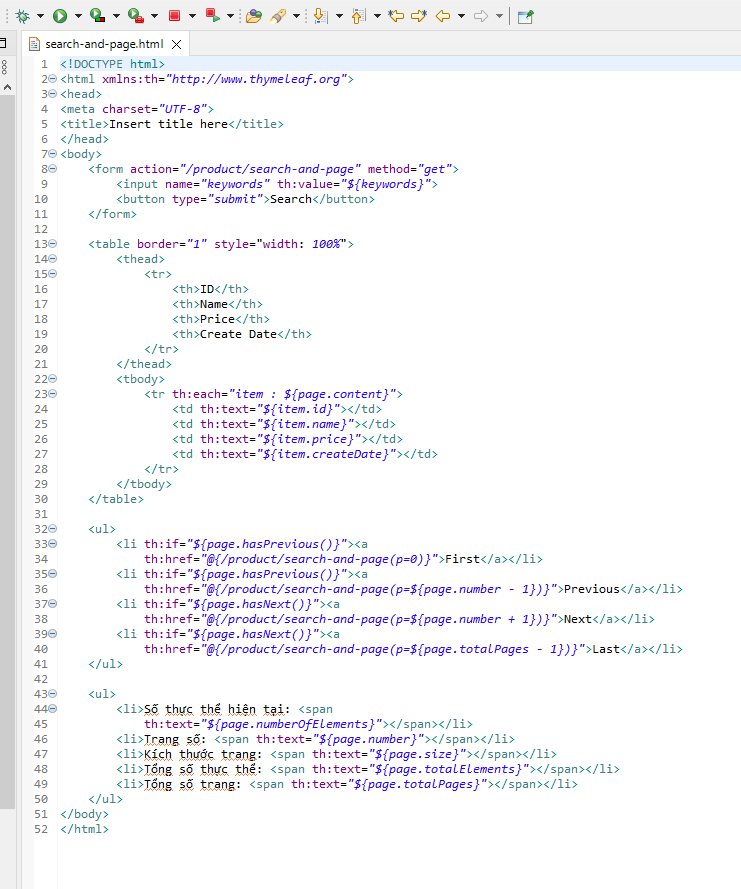 search-and-page.html
1 <!DOCTYPE html>
2 <html xmlns:th="http://www.thymeleaf.org">
3 <head>
4 <meta charset="UTF-8">
5 <title>Insert title here</title>
6 </head>
7 <body>
8     <form action="/product/search-and-page" method="get">
9         <input name="keywords" th:value="${keywords}">
10         <button type="submit">Search</button>
11     </form>
12
13     <table border="1" style="width: 100%">
14         <thead>
15             <tr>
16                 <th>ID</th>
17                 <th>Name</th>
18                 <th>Price</th>
19                 <th>Create Date</th>
20             </tr>
21         </thead>
22         <tbody>
23             <tr th:each="item : ${page.content}">
24                 <td th:text="${item.id}"></td>
25                 <td th:text="${item.name}"></td>
26                 <td th:text="${item.price}"></td>
27                 <td th:text="${item.createDate}"></td>
28             </tr>
29         </tbody>
30     </table>
31
32     <ul>
33         <li th:if="${page.hasPrevious()}"><a
34             th:href="@{/product/search-and-page(p=0)}">First</a></li>
35         <li th:if="${page.hasPrevious()}"><a
36             th:href="@{/product/search-and-page(p=${page.number - 1})}">Previous</a></li>
37         <li th:if="${page.hasNext()}"><a
38             th:href="@{/product/search-and-page(p=${page.number + 1})}">Next</a></li>
39         <li th:if="${page.hasNext()}"><a
40             th:href="@{/product/search-and-page(p=${page.totalPages - 1})}">Last</a></li>
41     </ul>
42
43     <ul>
44         <li>Số thực thể hiện tại: <span
45             th:text="${page.numberOfElements}"></span></li>
46         <li>Trang số: <span th:text="${page.number}"></span></li>
47         <li>Kích thước trang: <span th:text="${page.size}"></span></li>
48         <li>Tổng số thực thể: <span th:text="${page.totalElements}"></span></li>
49         <li>Tổng số trang: <span th:text="${page.totalPages}"></span></li>
50     </ul>
51 </body>
52 </html>